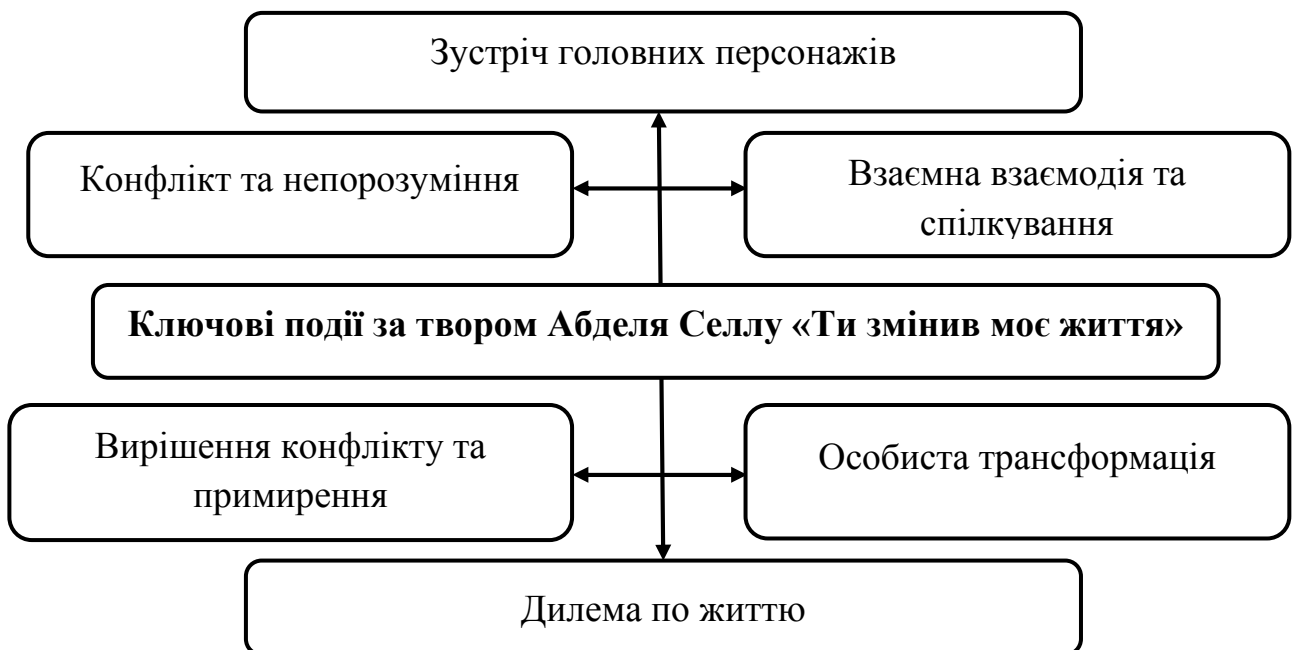 Зустріч головних персонажів
Конфлікт та непорозуміння
Взаємна взаємодія та
спілкування
Ключові події за твором Абделя Селлу «Ти змінив моє життя»
Вирішення конфлікту та
примирення
Особиста трансформація
Дилема по життю